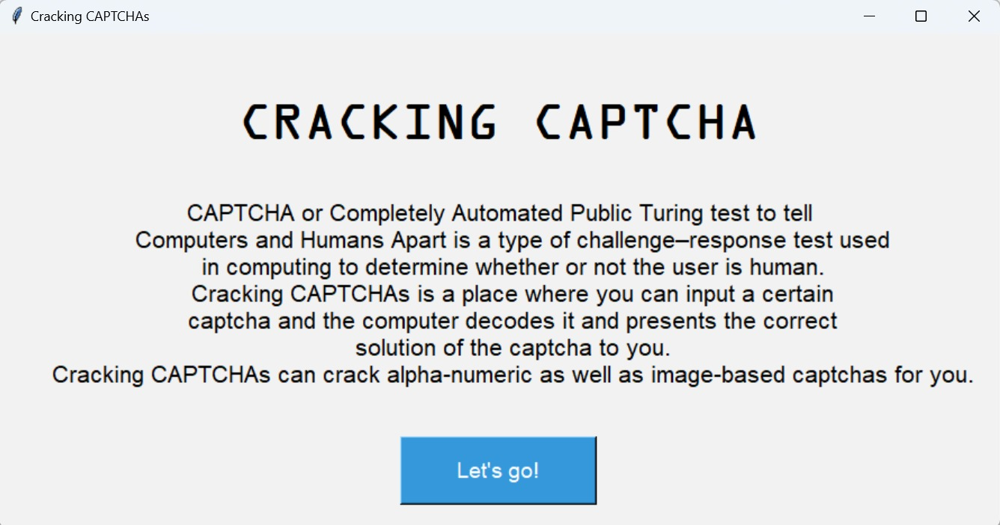 Cracking CAPTCHAs
CRACKING CAPTCHA
CAPTCHA or Completely Automated Public Turing test to tell
Computers and Humans Apart is a type of challenge–response test used
in computing to determine whether or not the user is human.
Cracking CAPTCHAs is a place where you can input a certain
captcha and the computer decodes it and presents the correct
solution of the captcha to you.
Cracking CAPTCHAs can crack alpha-numeric as well as image-based captchas for you.
Let's go!